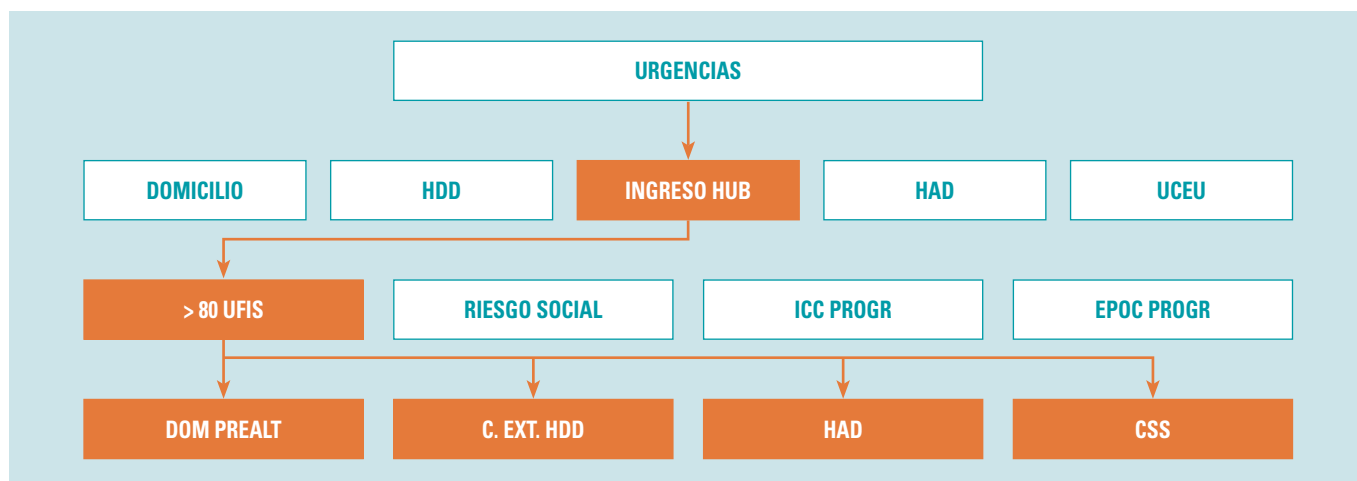 URGENCIAS
DOMICILIO
HDD
INGRESO HUB
HAD
UCEU
> 80 UFIS
RIESGO SOCIAL
ICC PROGR
EPOC PROGR
DOM PREALT
C. EXT. HDD
HAD
CSS